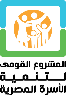 المشروع القومى
لتنمية
الأسرة المصرية